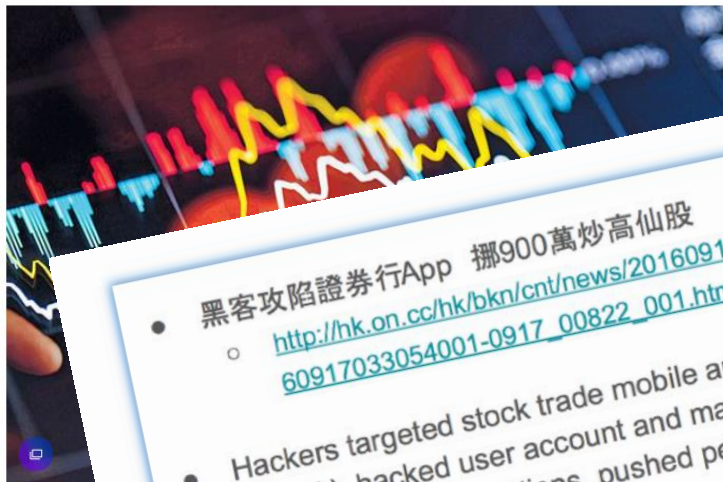 黑客攻陷證券行App 挪900萬炒高仙股
http://hk.on.cc/hk/bkn/cnt/news/2016091
60917033054001-0917_00822_001.htm
Hackers targeted stock trade mobile
hacked user account and
pushed